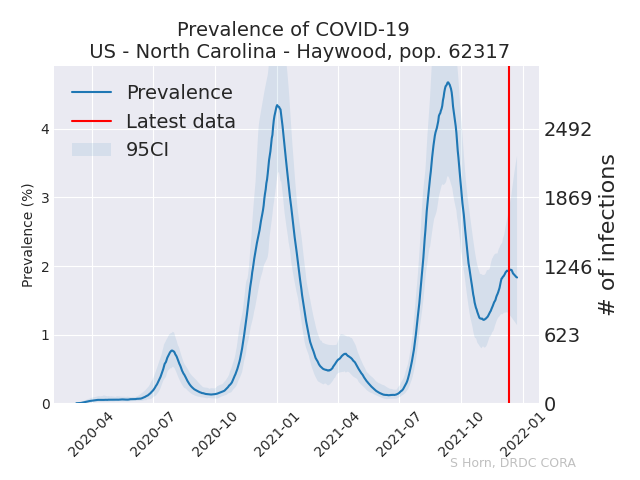 Prevalence of COVID-19
US - North Carolina - Haywood, pop. 62317
Prevalence
Latest data
95CI
Prevalence (%)
4
3
2
1
0
2492
1869
1246
623
0
# of infections
2020-04
2020-07
2020-10
2021-01
2021-04
2021-07
2021-10
2022-01
S Horn, DRDC CORA